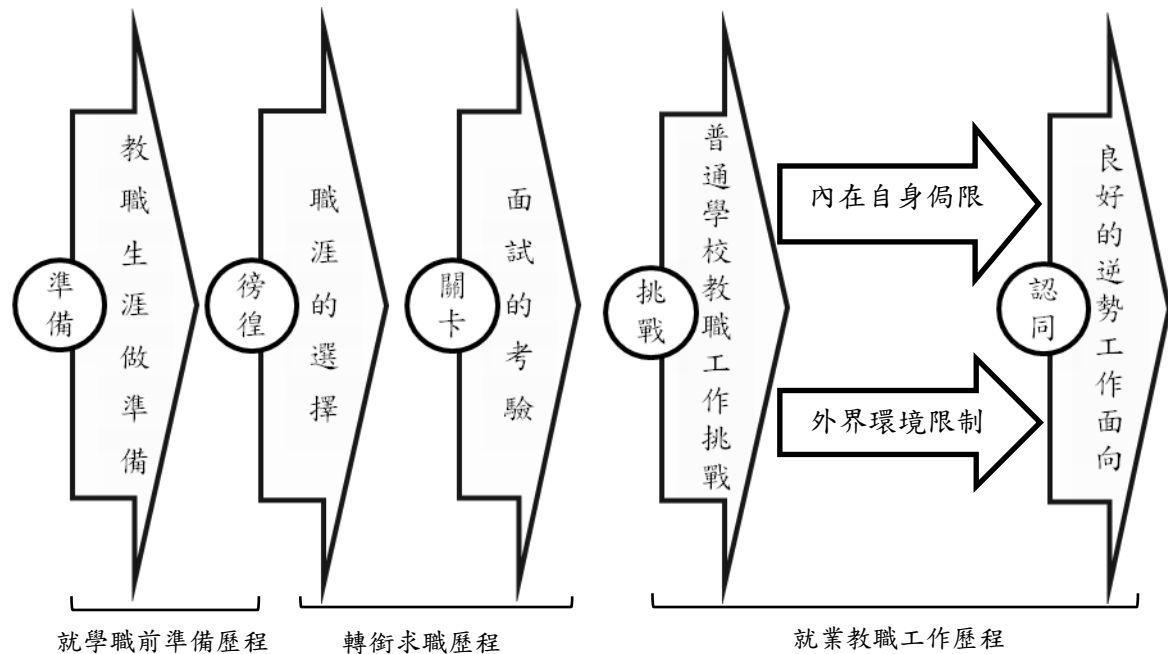 準備
教職生涯做準備
徬徨
職涯的選擇
關卡
面試的考驗
挑戰
普通學校教職工作挑戰
內在自身侷限
外界環境限制
認同
良好的逆勢工作面向
就學職前準備歷程
轉銜求職歷程
就業教職工作歷程